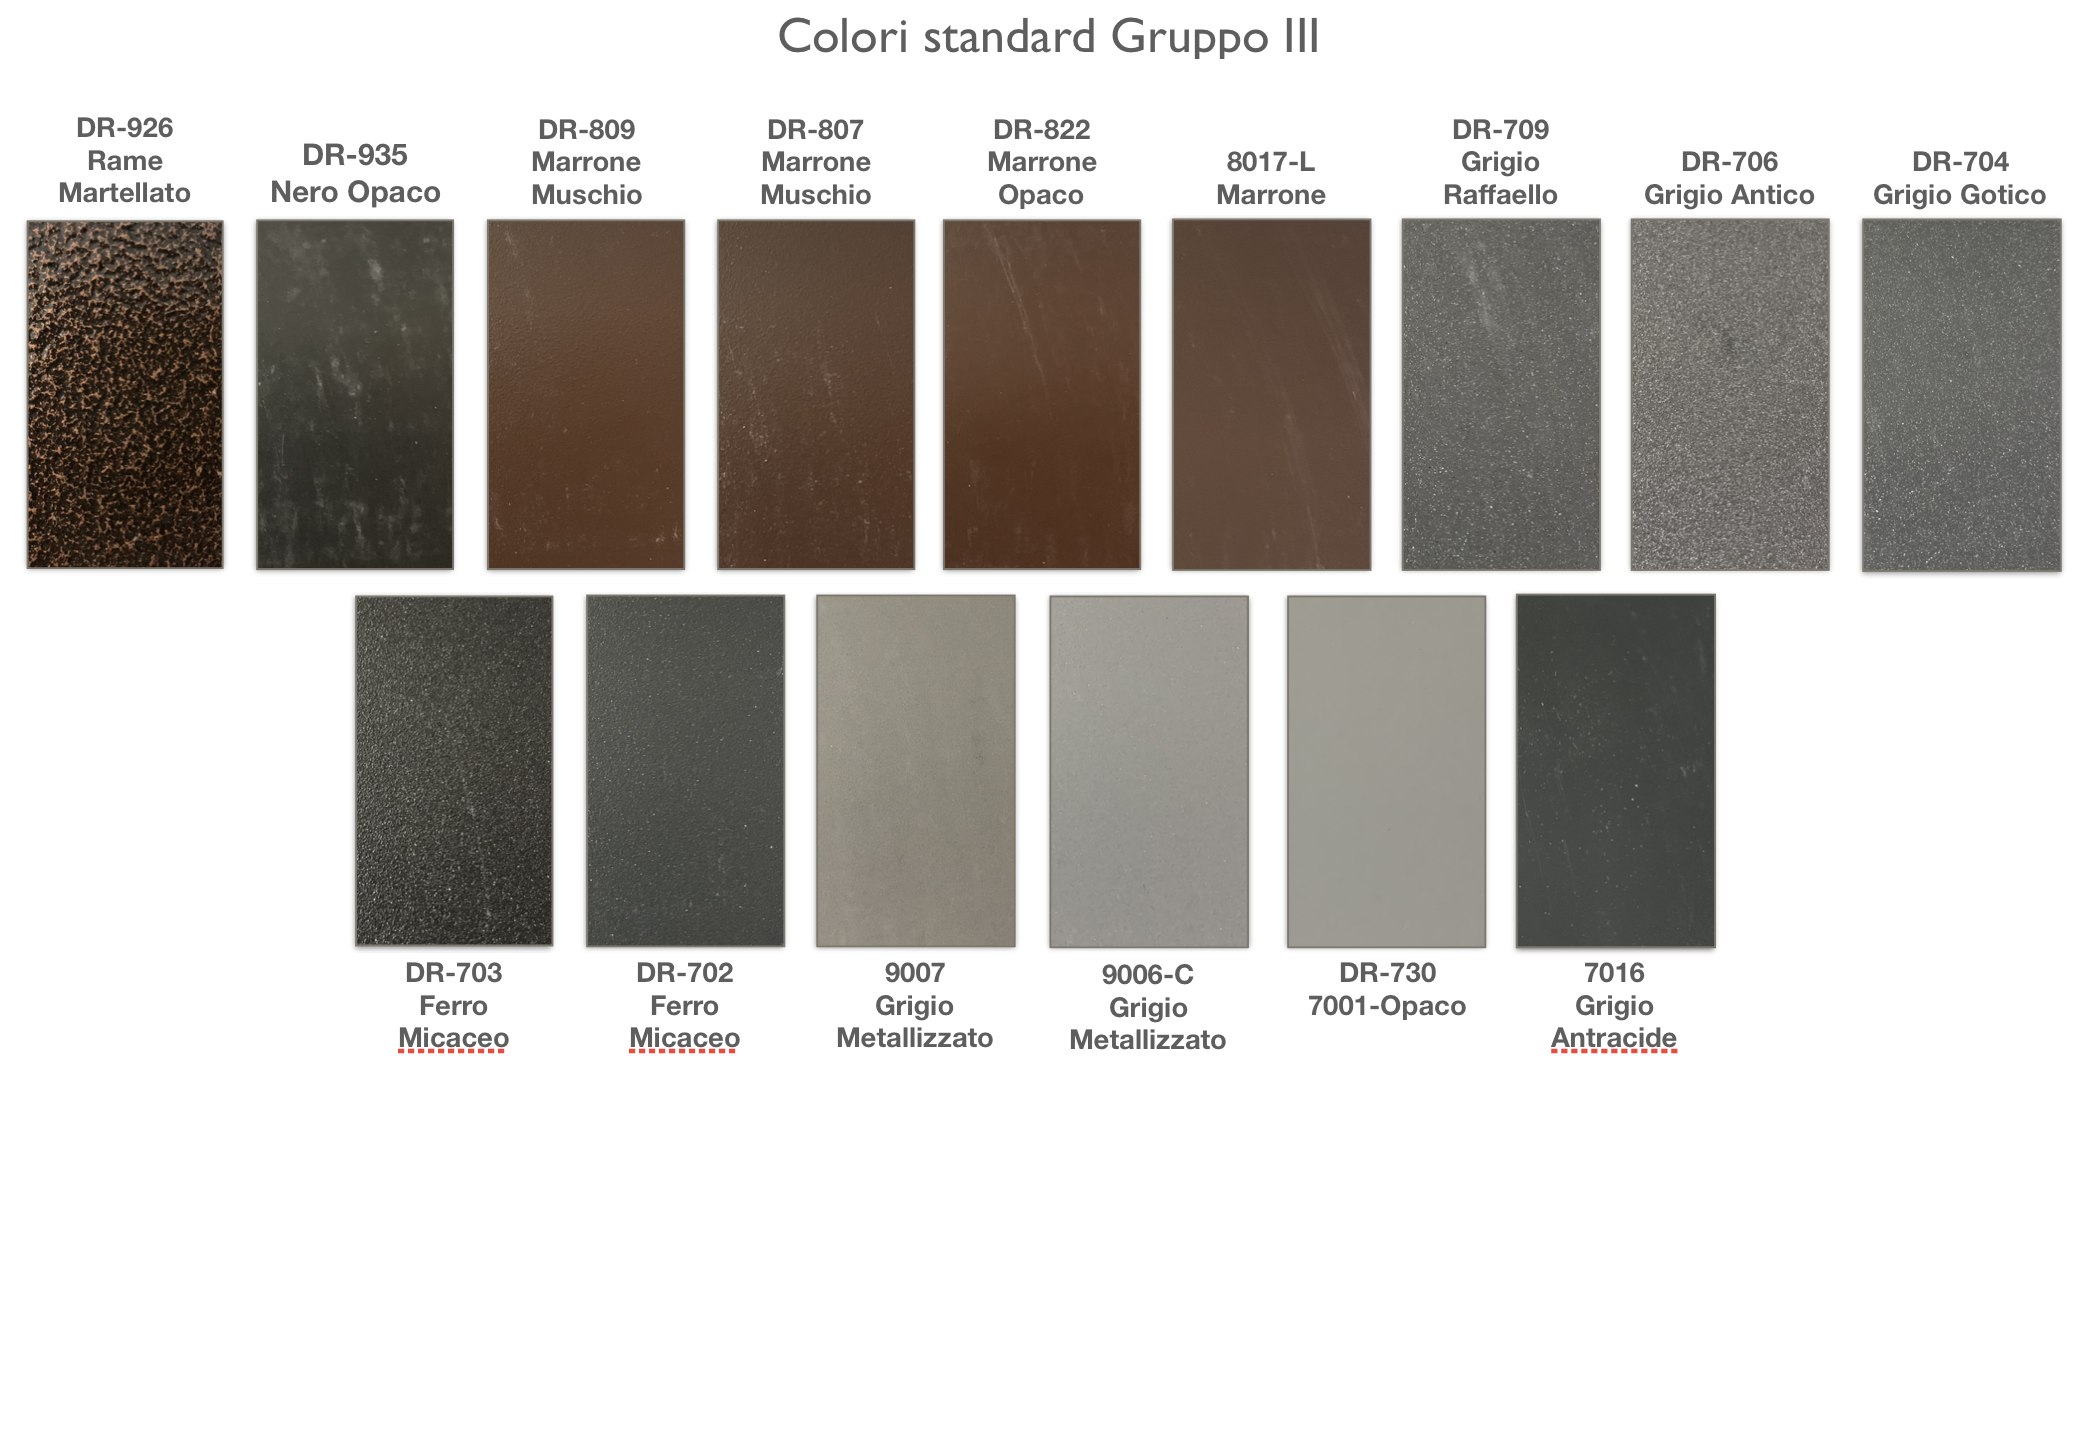 Colori standard Gruppo III
DR-926
Rame
Martellato
DR-935
Nero Opaco
DR-809
Marrone
Muschio
DR-807
Marrone
Muschio
DR-822
Marrone
Opaco
8017-L
Marrone
DR-709
Grigio
Raffaello
DR-706
Grigio Antico
DR-704
Grigio Gotico
DR-703
Ferro
Micaceo
DR-702
Ferro
Micaceo
9007
Grigio
Metallizzato
9006-C
Grigio
Metallizzato
DR-730
7001-Opaco
7016
Grigio
Antracide